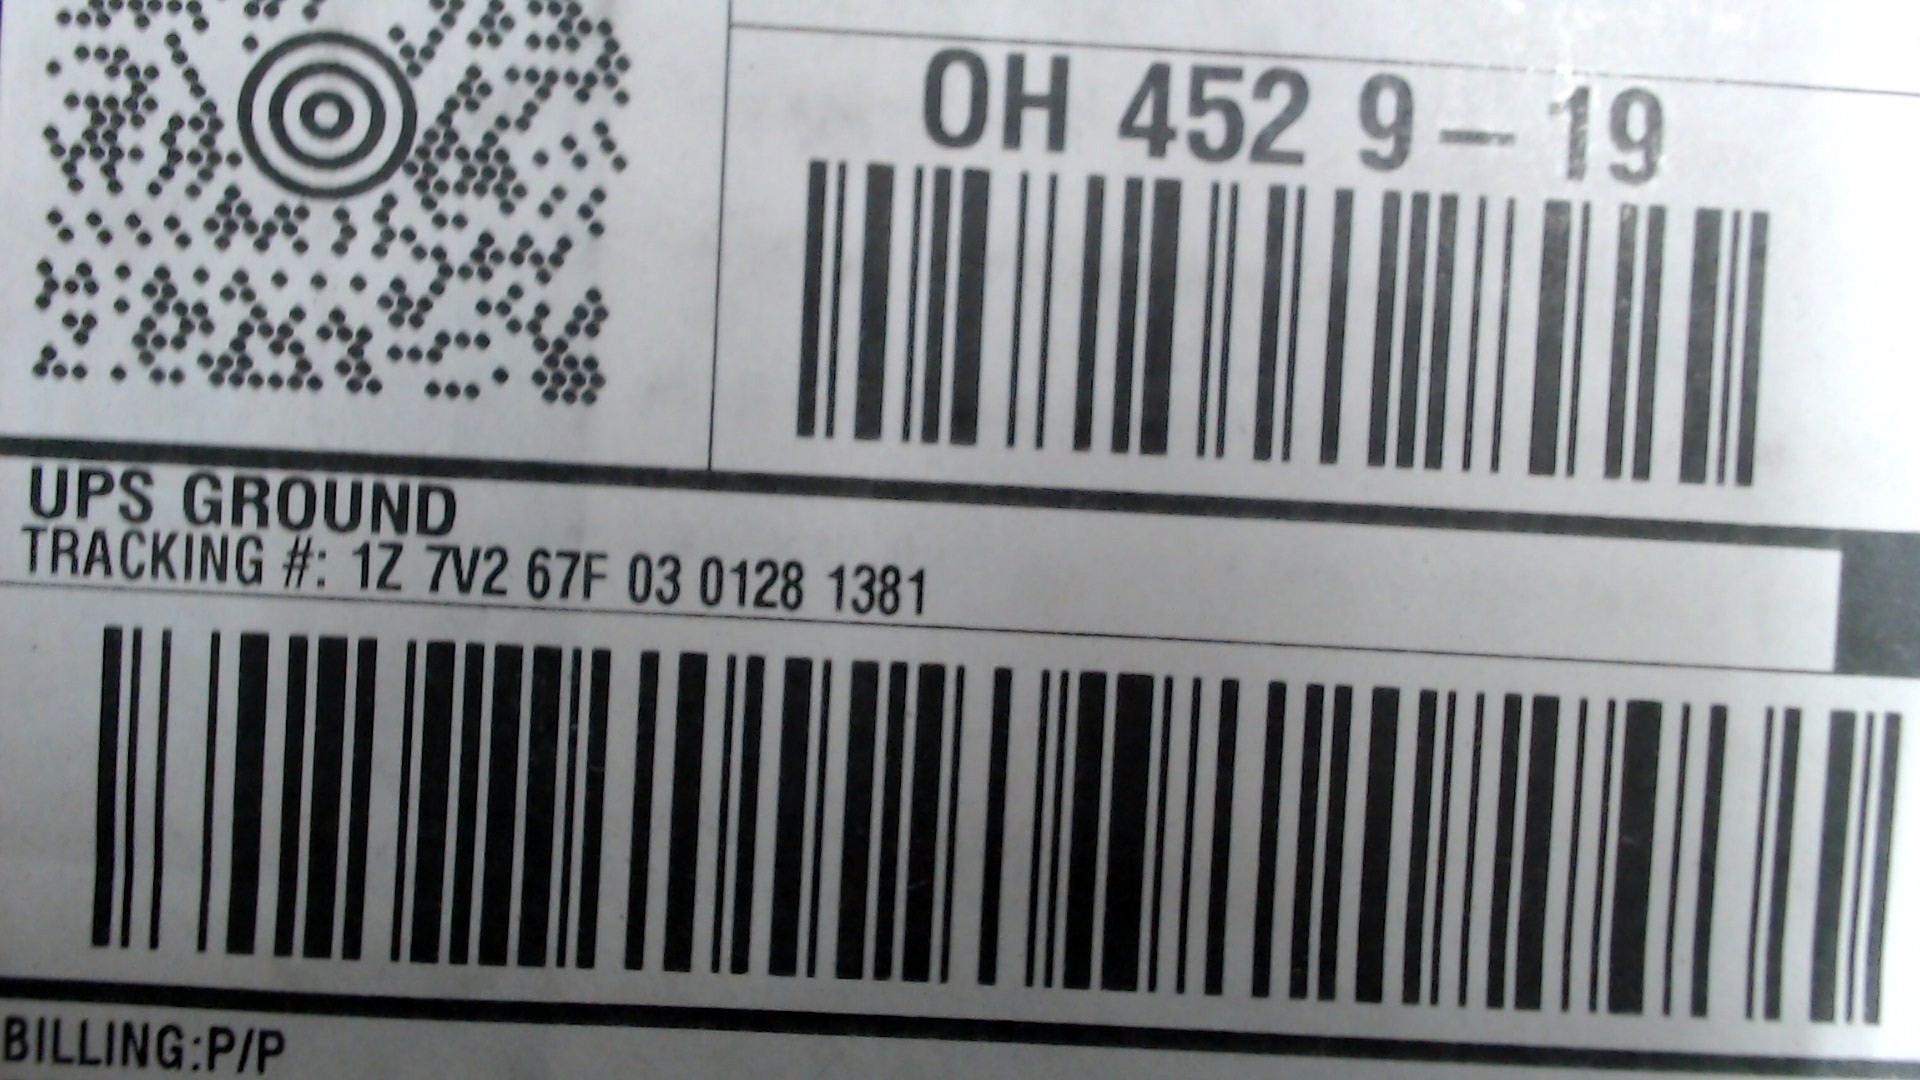 OH 452 9-19
UPS GROUND
TRACKING #: 1Z 7V2 67F 03 0128 1381
BILLING:P/P